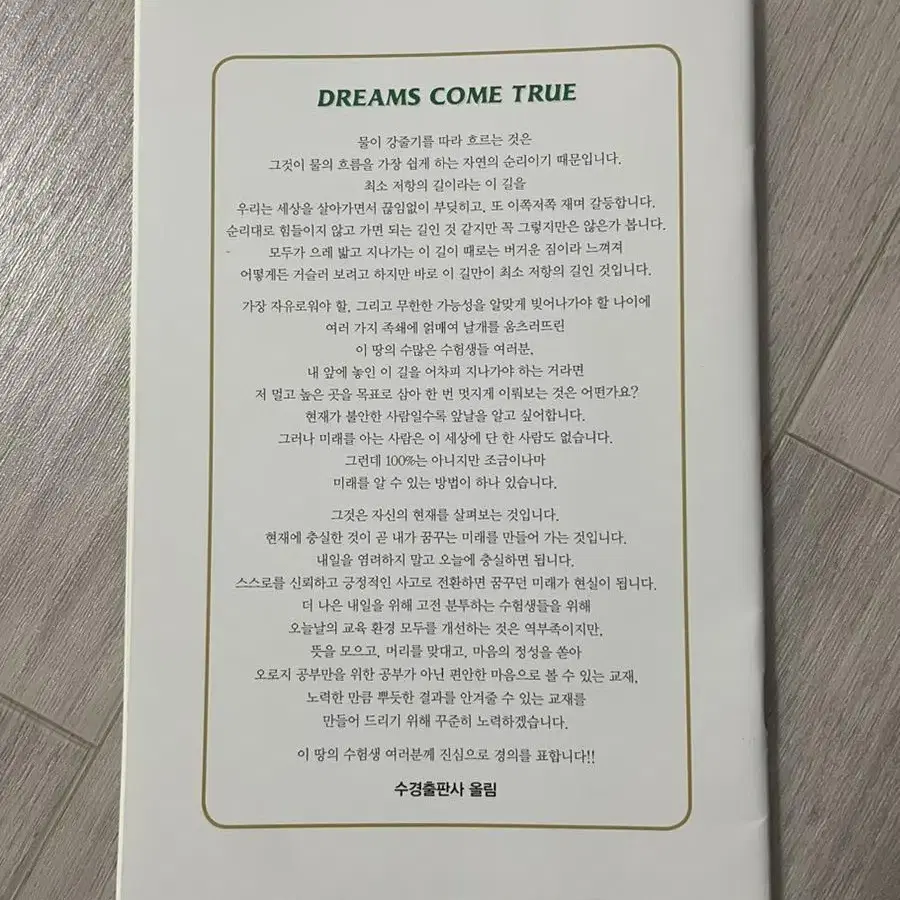 DREAMS COME TRUE
물이 강줄기를 따라 흐르는 것은
그것이 물의 흐름을 가장 쉽게 하는 자연의 순리이기 때문입니다.
최소 저항의 길이라는 이 길을
우리는 세상을 살아가면서 끊임없이 부딪히고, 또 이쪽저쪽 재며 갈등합니다.
순리대로 힘들이지 않고 가면 되는 길인 것 같지만 꼭 그렇지만은 않은가 봅니다.
모두가 으레 밟고 지나가는 이 길이 때로는 버거운 짐이라 느껴져
어떻게든 거슬러 보려고 하지만 바로 이 길만이 최소 저항의 길인 것입니다.
가장 자유로워야 할, 그리고 무한한 가능성을 알맞게 빚어나가야 할 나이에
여러 가지 족쇄에 얽매여 날개를 움츠러뜨린
이 땅의 수많은 수험생들 여러분,
내 앞에 놓인 이 길을 어차피 지나가야 하는 거라면
저 멀고 높은 곳을 목표로 삼아 한 번 멋지게 이뤄보는 것은 어떤가요?
현재가 불안한 사람일수록 앞날을 알고 싶어합니다.
그러나 미래를 아는 사람은 이 세상에 단 한 사람도 없습니다.
그런데 100%는 아니지만 조금이나마
미래를 알 수 있는 방법이 하나 있습니다.
그것은 자신의 현재를 살펴보는 것입니다.
현재에 충실한 것이 곧 내가 꿈꾸는 미래를 만들어 가는 것입니다.
내일을 염려하지 말고 오늘에 충실하면 됩니다.
스스로를 신뢰하고 긍정적인 사고로 전환하면 꿈꾸던 미래가 현실이 됩니다.
더 나은 내일을 위해 고전 분투하는 수험생들을 위해
오늘날의 교육 환경 모두를 개선하는 것은 역부족이지만,
뜻을 모으고, 머리를 맞대고, 마음의 정성을 쏟아
오로지 공부만을 위한 공부가 아닌 편안한 마음으로 볼 수 있는 교재,
노력한 만큼 뿌듯한 결과를 안겨줄 수 있는 교재를
만들어 드리기 위해 꾸준히 노력하겠습니다.
이 땅의 수험생 여러분께 진심으로 경의를 표합니다!!
수경출판사 올림